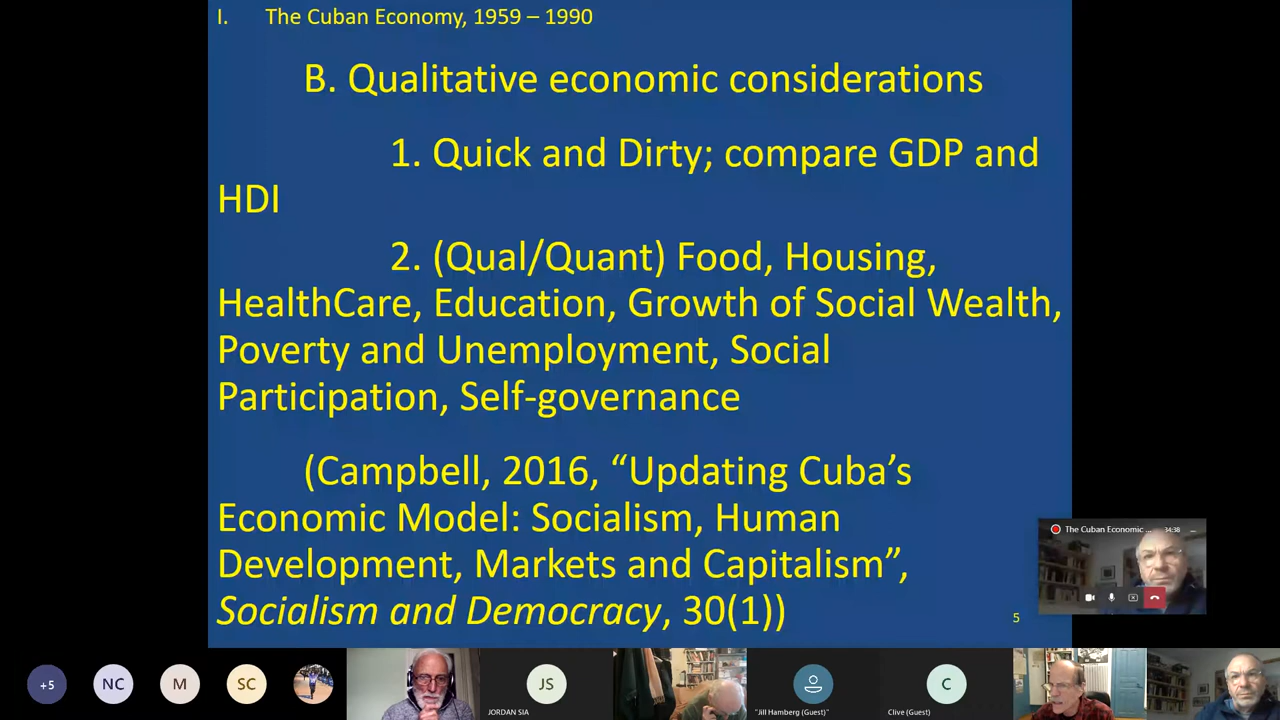 I. The Cuban Economy, 1959 – 1990
B. Qualitative economic considerations
1. Quick and Dirty; compare GDP and
HDI
2. (Qual/Quant) Food, Housing,
HealthCare, Education, Growth of Social Wealth,
Poverty and Unemployment, Social
Participation, Self-governance
(Campbell, 2016, “Updating Cuba’s
Economic Model: Socialism, Human
Development, Markets and Capitalism”,
Socialism and Democracy, 30(1))
The Cuban Economic ... 34:38
5
+5
NC
M
SC
JS
JORDAN SIA
"Jill Hamberg (Guest)"
C
Clive (Guest)